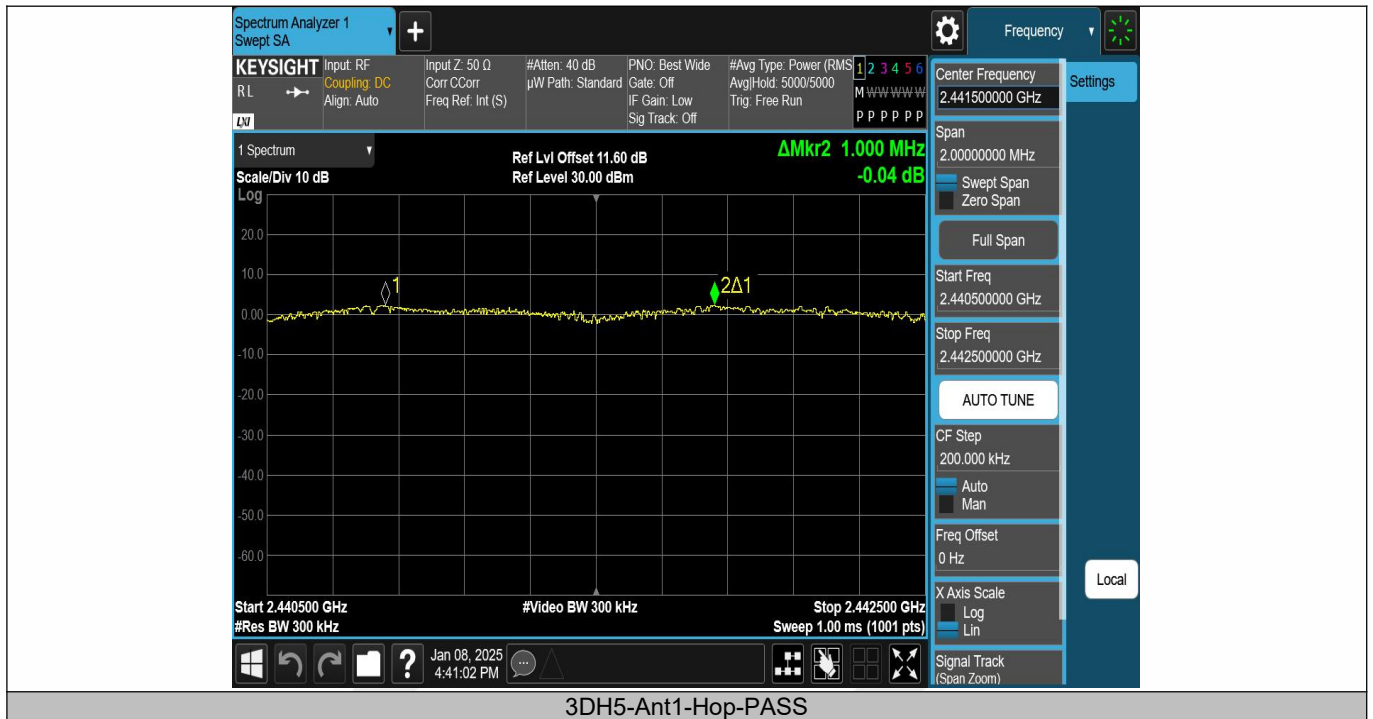 Spectrum Analyzer 1
Swept SA
Frequency
KEYSIGHT
RL
LXI
Input: RF
Coupling: DC
Align: Auto
Input Z: 50 Ω
Corr CCorr
Freq Ref: Int (S)
#Atten: 40 dB
µW Path: Standard
PNO: Best Wide
Gate: Off
IF Gain: Low
Sig Track: Off
#Avg Type: Power (RMS
Avg|Hold: 5000/5000
Trig: Free Run
1 2 3 4 5 6
M W W W W W
P P P P P P
1 Spectrum
Scale/Div 10 dB
Ref Lvl Offset 11.60 dB
Ref Level 30.00 dBm
ΔMkr2 1.000 MHz
-0.04 dB
Log
20.0
10.0
0.00
-10.0
-20.0
-30.0
-40.0
-50.0
-60.0
1
2Δ1
Start 2.440500 GHz
#Res BW 300 kHz
#Video BW 300 kHz
Stop 2.442500 GHz
Sweep 1.00 ms (1001 pts)
?
Jan 08, 2025
4:41:02 PM
Center Frequency
2.441500000 GHz
Settings
Span
2.00000000 MHz
Swept Span
Zero Span
Full Span
Start Freq
2.440500000 GHz
Stop Freq
2.442500000 GHz
AUTO TUNE
CF Step
200.000 kHz
Auto
Man
Freq Offset
0 Hz
Local
X Axis Scale
Log
Lin
Signal Track
(Span Zoom)
3DH5-Ant1-Hop-PASS